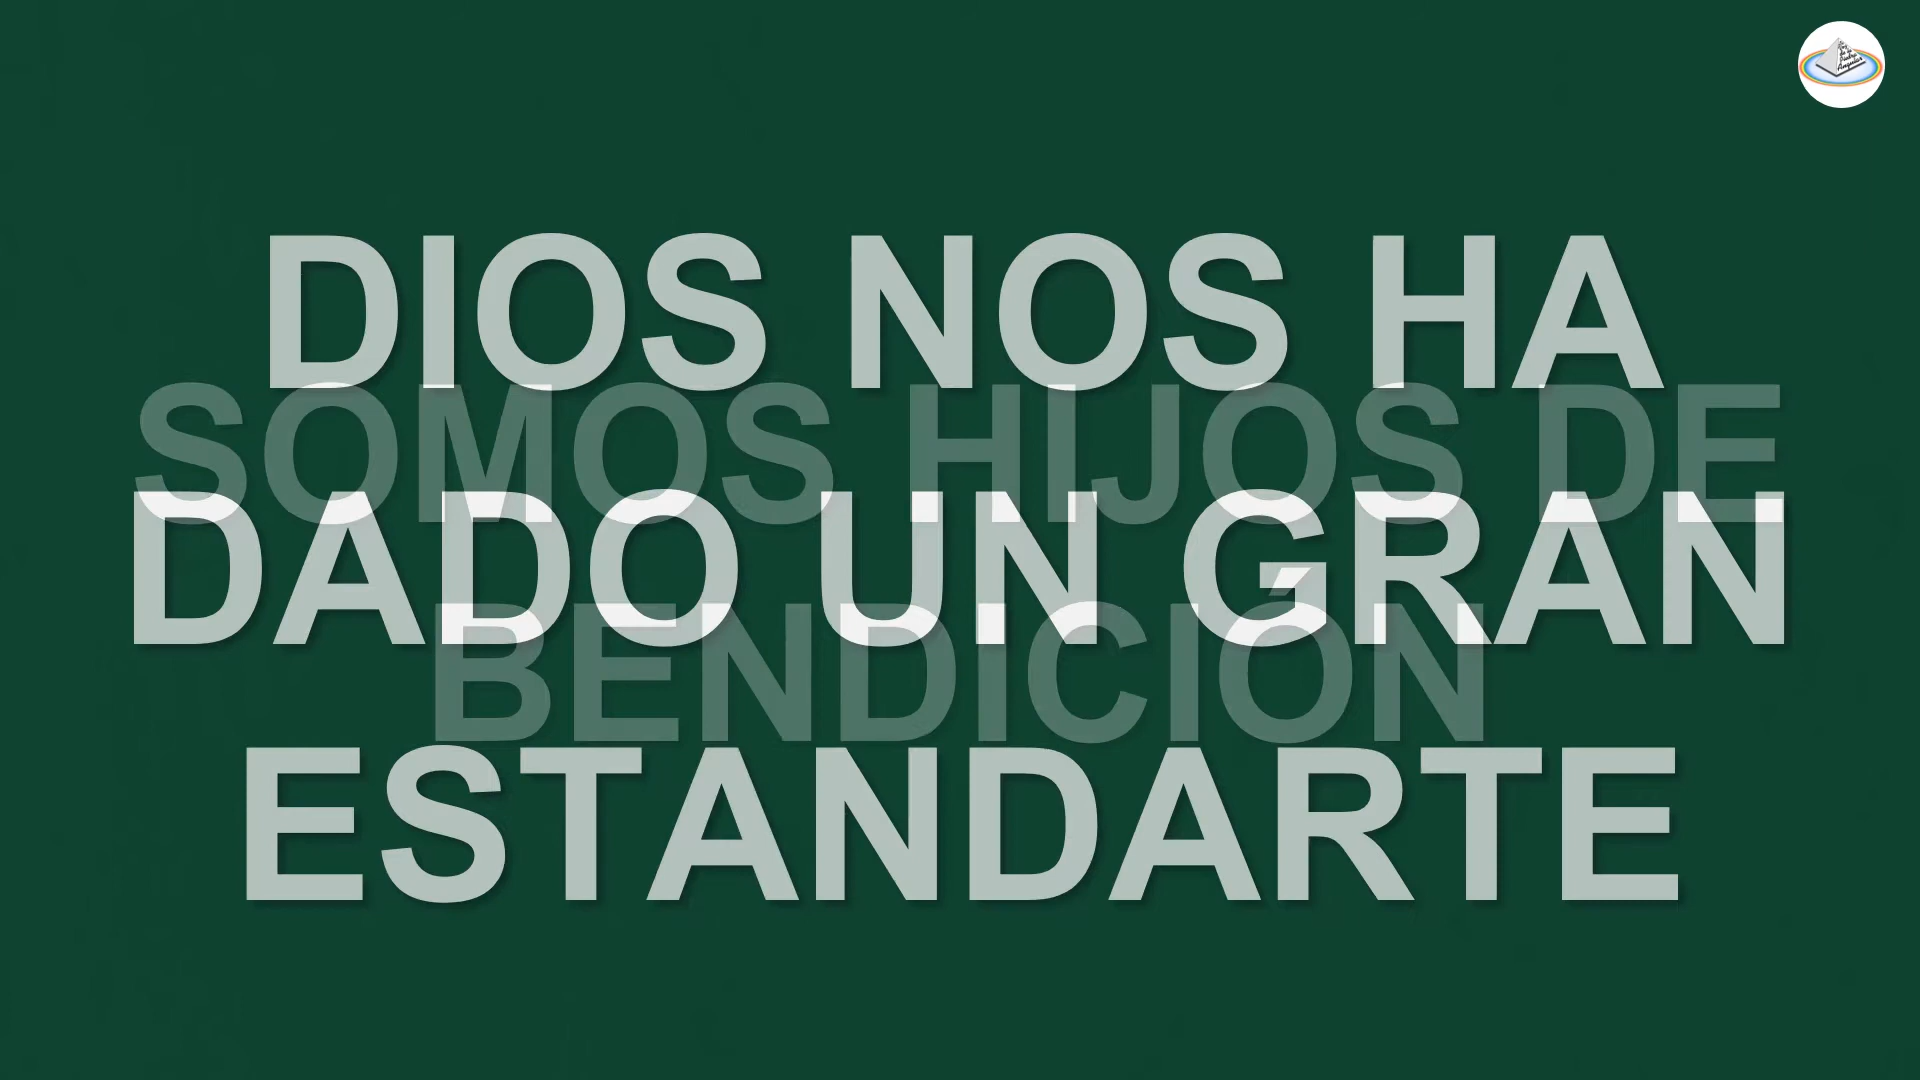 DIOS NOS HA
DADO UN GRAN
ESTANDARTE
SOMOS HIJOS DE
BENDICIÓN